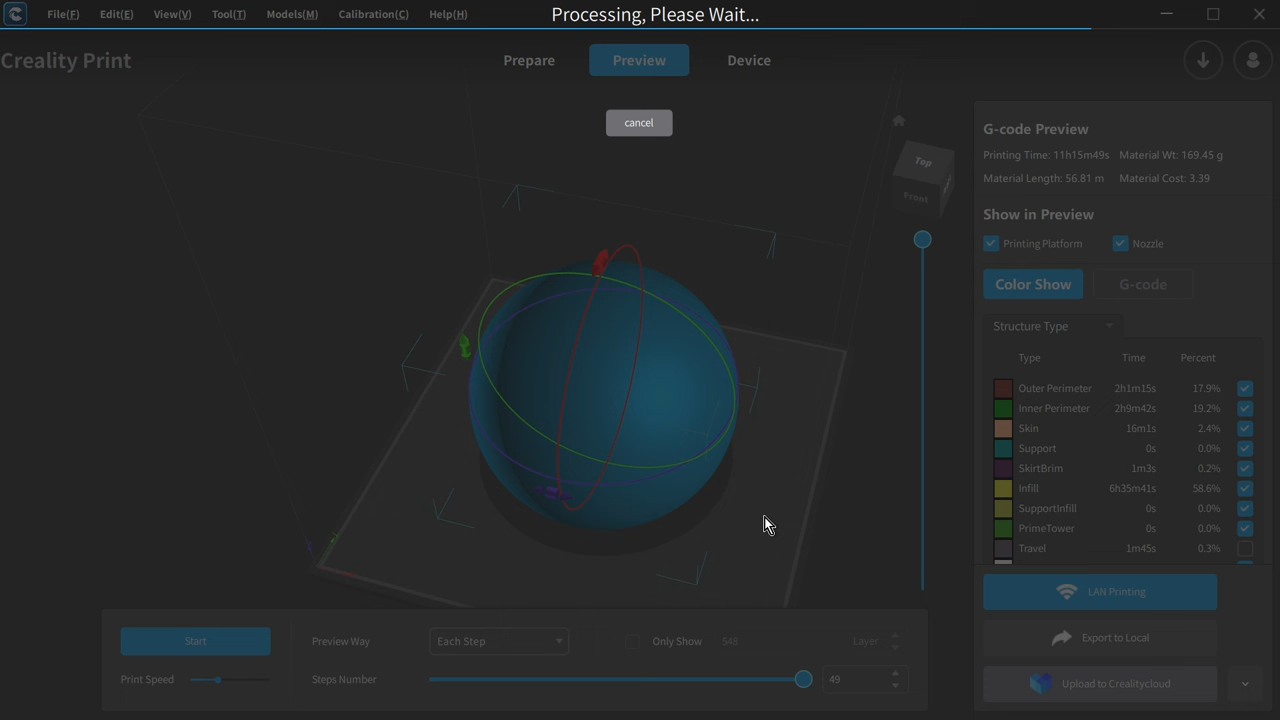 File(F) Edit(E) View(V) Tool(T) Models(M) Calibration(C) Help(H) Processing, Please Wait...
Creality Print Prepare Preview Device
cancel
Top
Front
G-code Preview
Printing Time: 11h15m49s Material Wt: 169.45 g
Material Length: 56.81 m Material Cost: 3.39
Show in Preview
Printing Platform Nozzle
Color Show G-code
Structure Type
Type Time Percent
Outer Perimeter 2h1m15s 17.9%
Inner Perimeter 2h9m42s 19.2%
Skin 16m1s 2.4%
Support 0s 0.0%
SkirtBrim 1m3s 0.2%
Infill 6h35m41s 58.6%
SupportInfill 0s 0.0%
PrimeTower 0s 0.0%
Travel 1m45s 0.3%
LAN Printing
Export to Local
Upload to Crealitycloud
Start Preview Way Each Step Only Show 548 Layer
Print Speed Steps Number 49